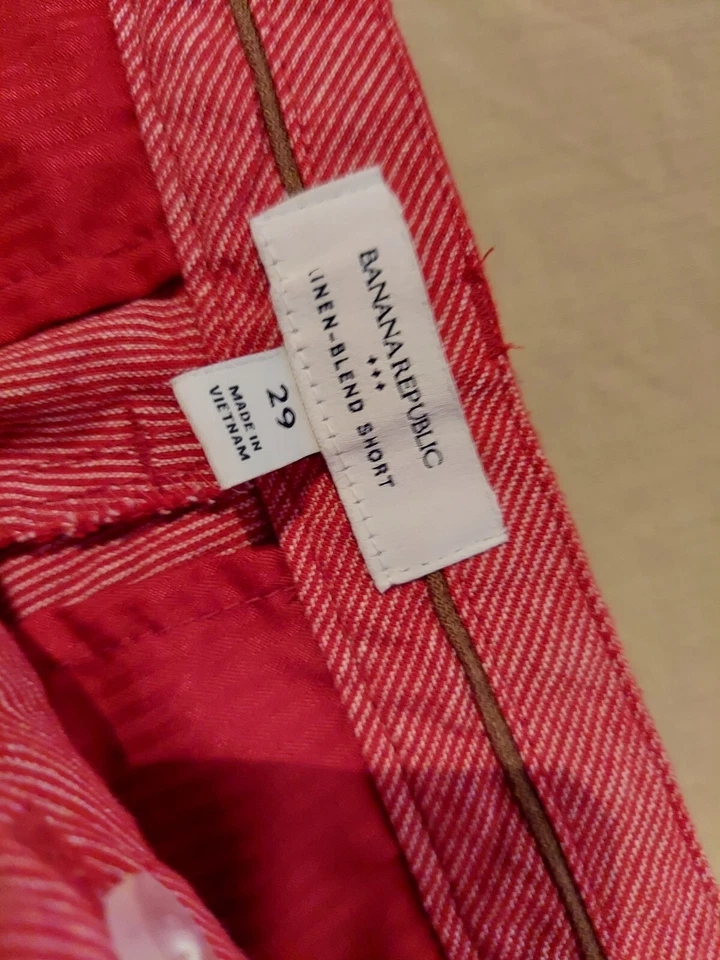 BANANA REPUBLIC
LINEN-BLEND SHORT
29
MADE IN
VIETNAM